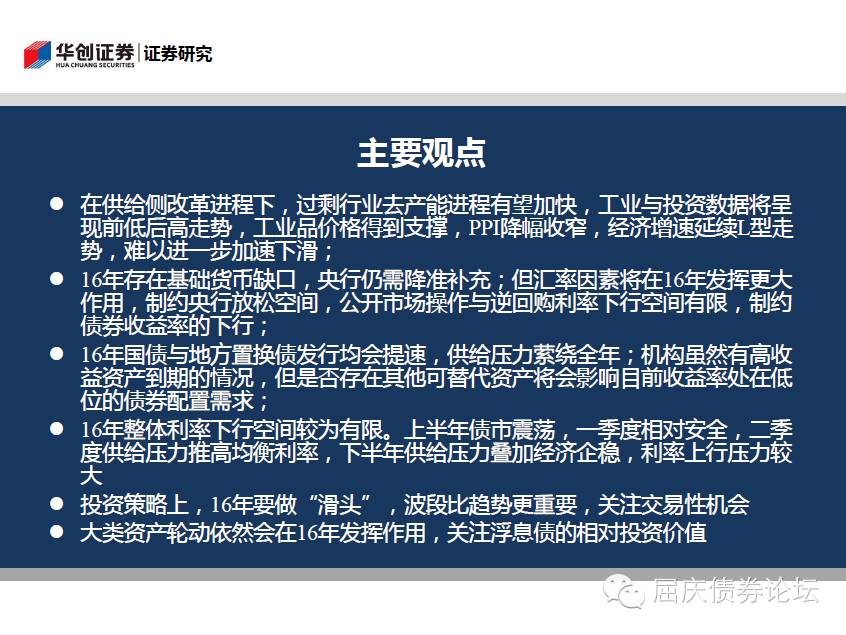 华创证券 证券研究
HUA CHUANG SECURITIES
主要观点
● 在供给侧改革进程下，过剩行业去产能进程有望加快，工业与投资数据将呈
现前低后高走势，工业品价格得到支撑，PPI降幅收窄，经济增速延续L型走
势，难以进一步加速下滑；
● 16年存在基础货币缺口，央行仍需降准补充；但汇率因素将在16年发挥更大
作用，制约央行放松空间，公开市场操作与逆回购利率下行空间有限，制约
债券收益率的下行；
● 16年国债与地方置换债发行均会提速，供给压力萦绕全年；机构虽然有高收
益资产到期的情况，但是否存在其他可替代资产将会影响目前收益率处在低
位的债券配置需求；
● 16年整体利率下行空间较为有限。上半年债市震荡，一季度相对安全，二季
度供给压力推高均衡利率，下半年供给压力叠加经济企稳，利率上行压力较
大
● 投资策略上，16年要做“滑头”，波段比趋势更重要，关注交易性机会
● 大类资产轮动依然会在16年发挥作用，关注浮息债的相对投资价值
屈庆债券论坛